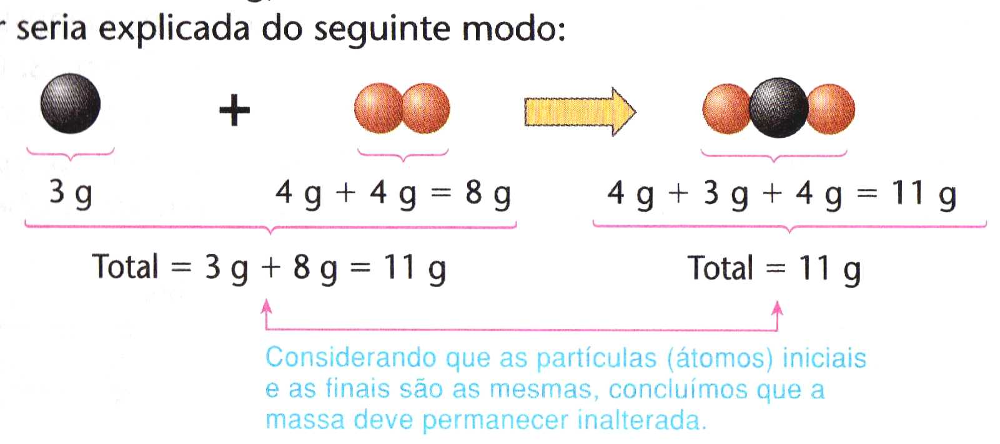 r seria explicada do seguinte modo:
+
3 g 4 g + 4 g = 8 g 4 g + 3 g + 4 g = 11 g
Total = 3 g + 8 g = 11 g Total = 11 g
Considerando que as partículas (átomos) iniciais
e as finais são as mesmas, concluímos que a
massa deve permanecer inalterada.